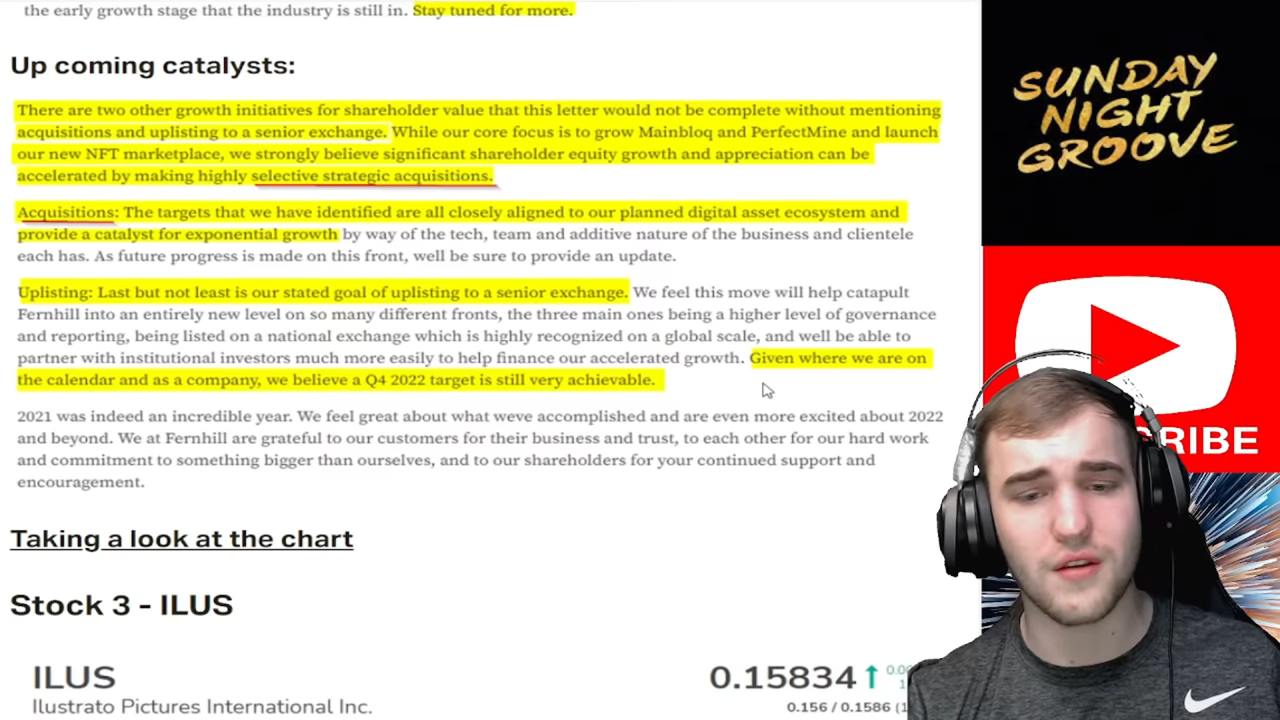 the early growth stage that the industry is still in. Stay tuned for more.
Up coming catalysts:
There are two other growth initiatives for shareholder value that this letter would not be complete without mentioning
acquisitions and uplisting to a senior exchange. While our core focus is to grow Mainbloq and PerfectMine and launch
our new NFT marketplace, we strongly believe significant shareholder equity growth and appreciation can be
accelerated by making highly selective strategic acquisitions.
Acquisitions: The targets that we have identified are all closely aligned to our planned digital asset ecosystem and
provide a catalyst for exponential growth by way of the tech, team and additive nature of the business and clientele
each has. As future progress is made on this front, well be sure to provide an update.
Uplisting: Last but not least is our stated goal of uplisting to a senior exchange. We feel this move will help catapult
Fernhill into an entirely new level on so many different fronts, the three main ones being a higher level of governance
and reporting, being listed on a national exchange which is highly recognized on a global scale, and well be able to
partner with institutional investors much more easily to help finance our accelerated growth. Given where we are on
the calendar and as a company, we believe a Q4 2022 target is still very achievable.
2021 was indeed an incredible year. We feel great about what weve accomplished and are even more excited about 2022
and beyond. We at Fernhill are grateful to our customers for their business and trust, to each other for our hard work
and commitment to something bigger than ourselves, and to our shareholders for your continued support and
encouragement.
Taking a look at the chart
Stock 3 - ILUS
ILUS
Ilustrato Pictures International Inc.
0.15834
0.156 / 0.1586 (1
SUNDAY
NIGHT
GROOVE
RIBE